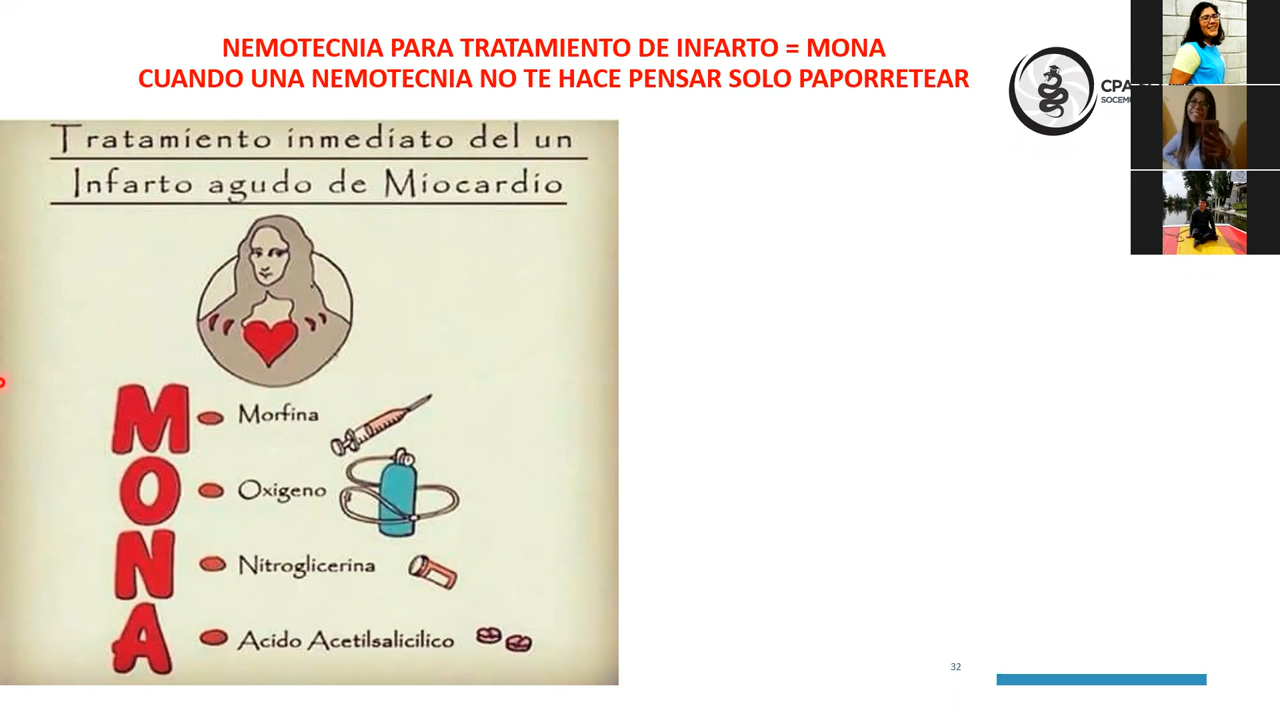 NEMOTECNIA PARA TRATAMIENTO DE INFARTO = MONA
CUANDO UNA NEMOTECNIA NO TE HACE PENSAR SOLO PAPORRETEAR
Tratamiento inmediato del un
Infarto agudo de Miocardio
M Morfina
O Oxigeno
N Nitroglicerina
A Acido Acetilsalicilico
32